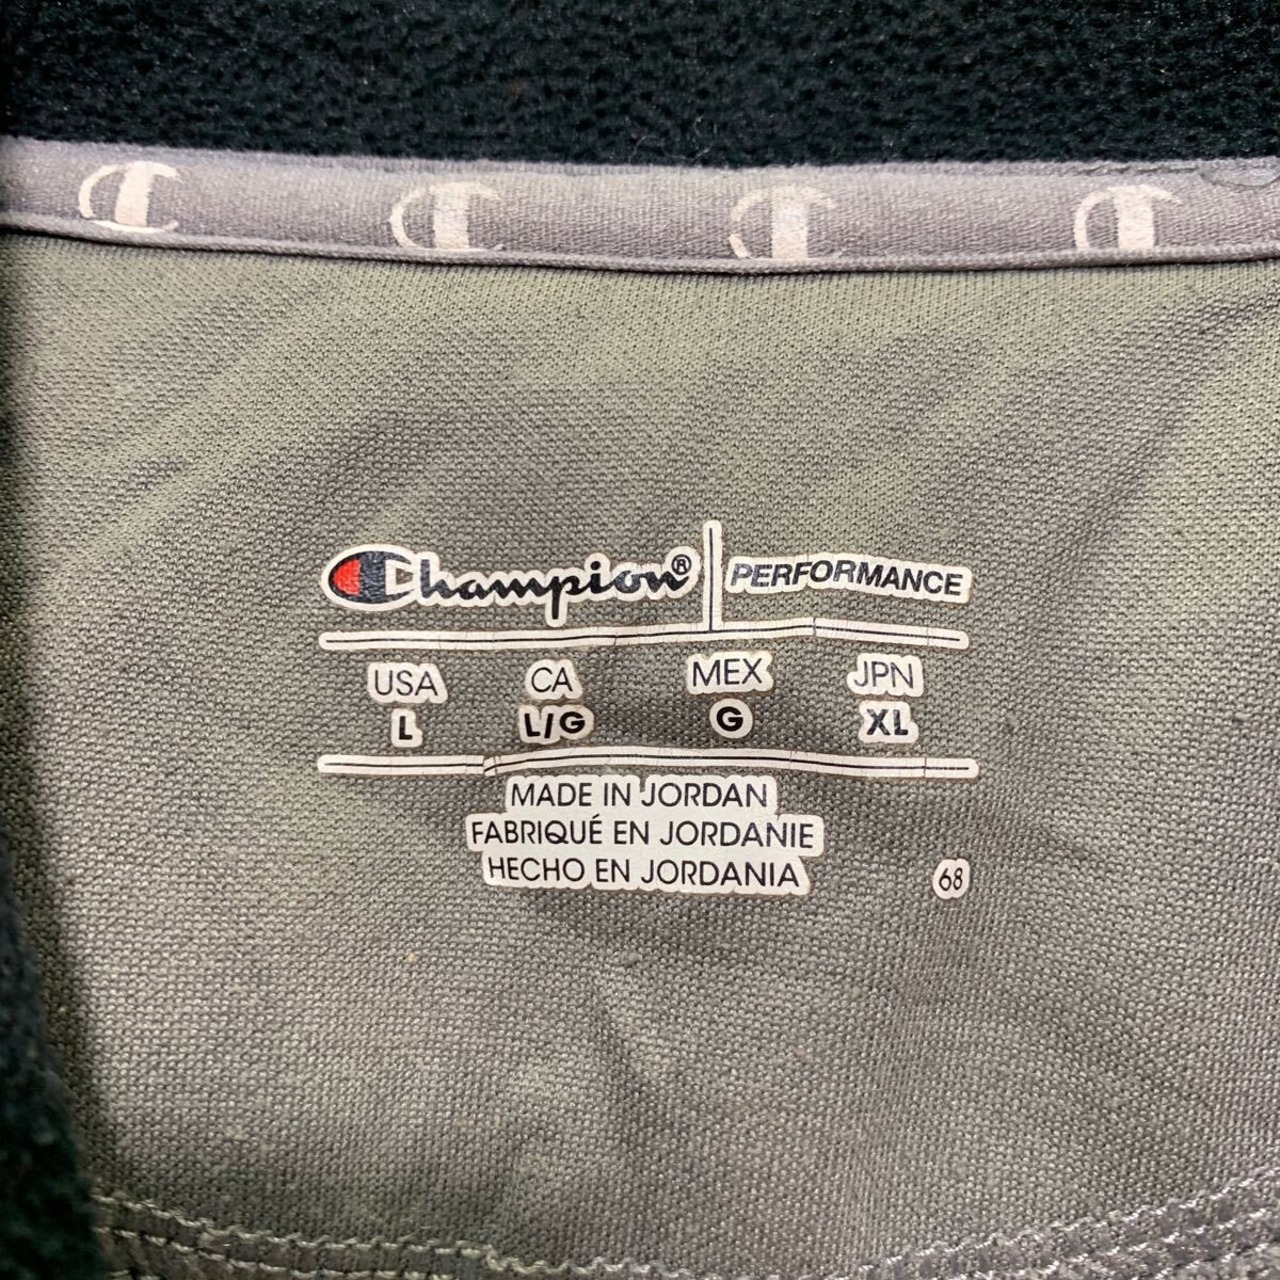 Champion® PERFORMANCE
USA CA MEX JPN
L L/G G XL
MADE IN JORDAN
FABRIQUÉ EN JORDANIE
HECHO EN JORDANIA
68